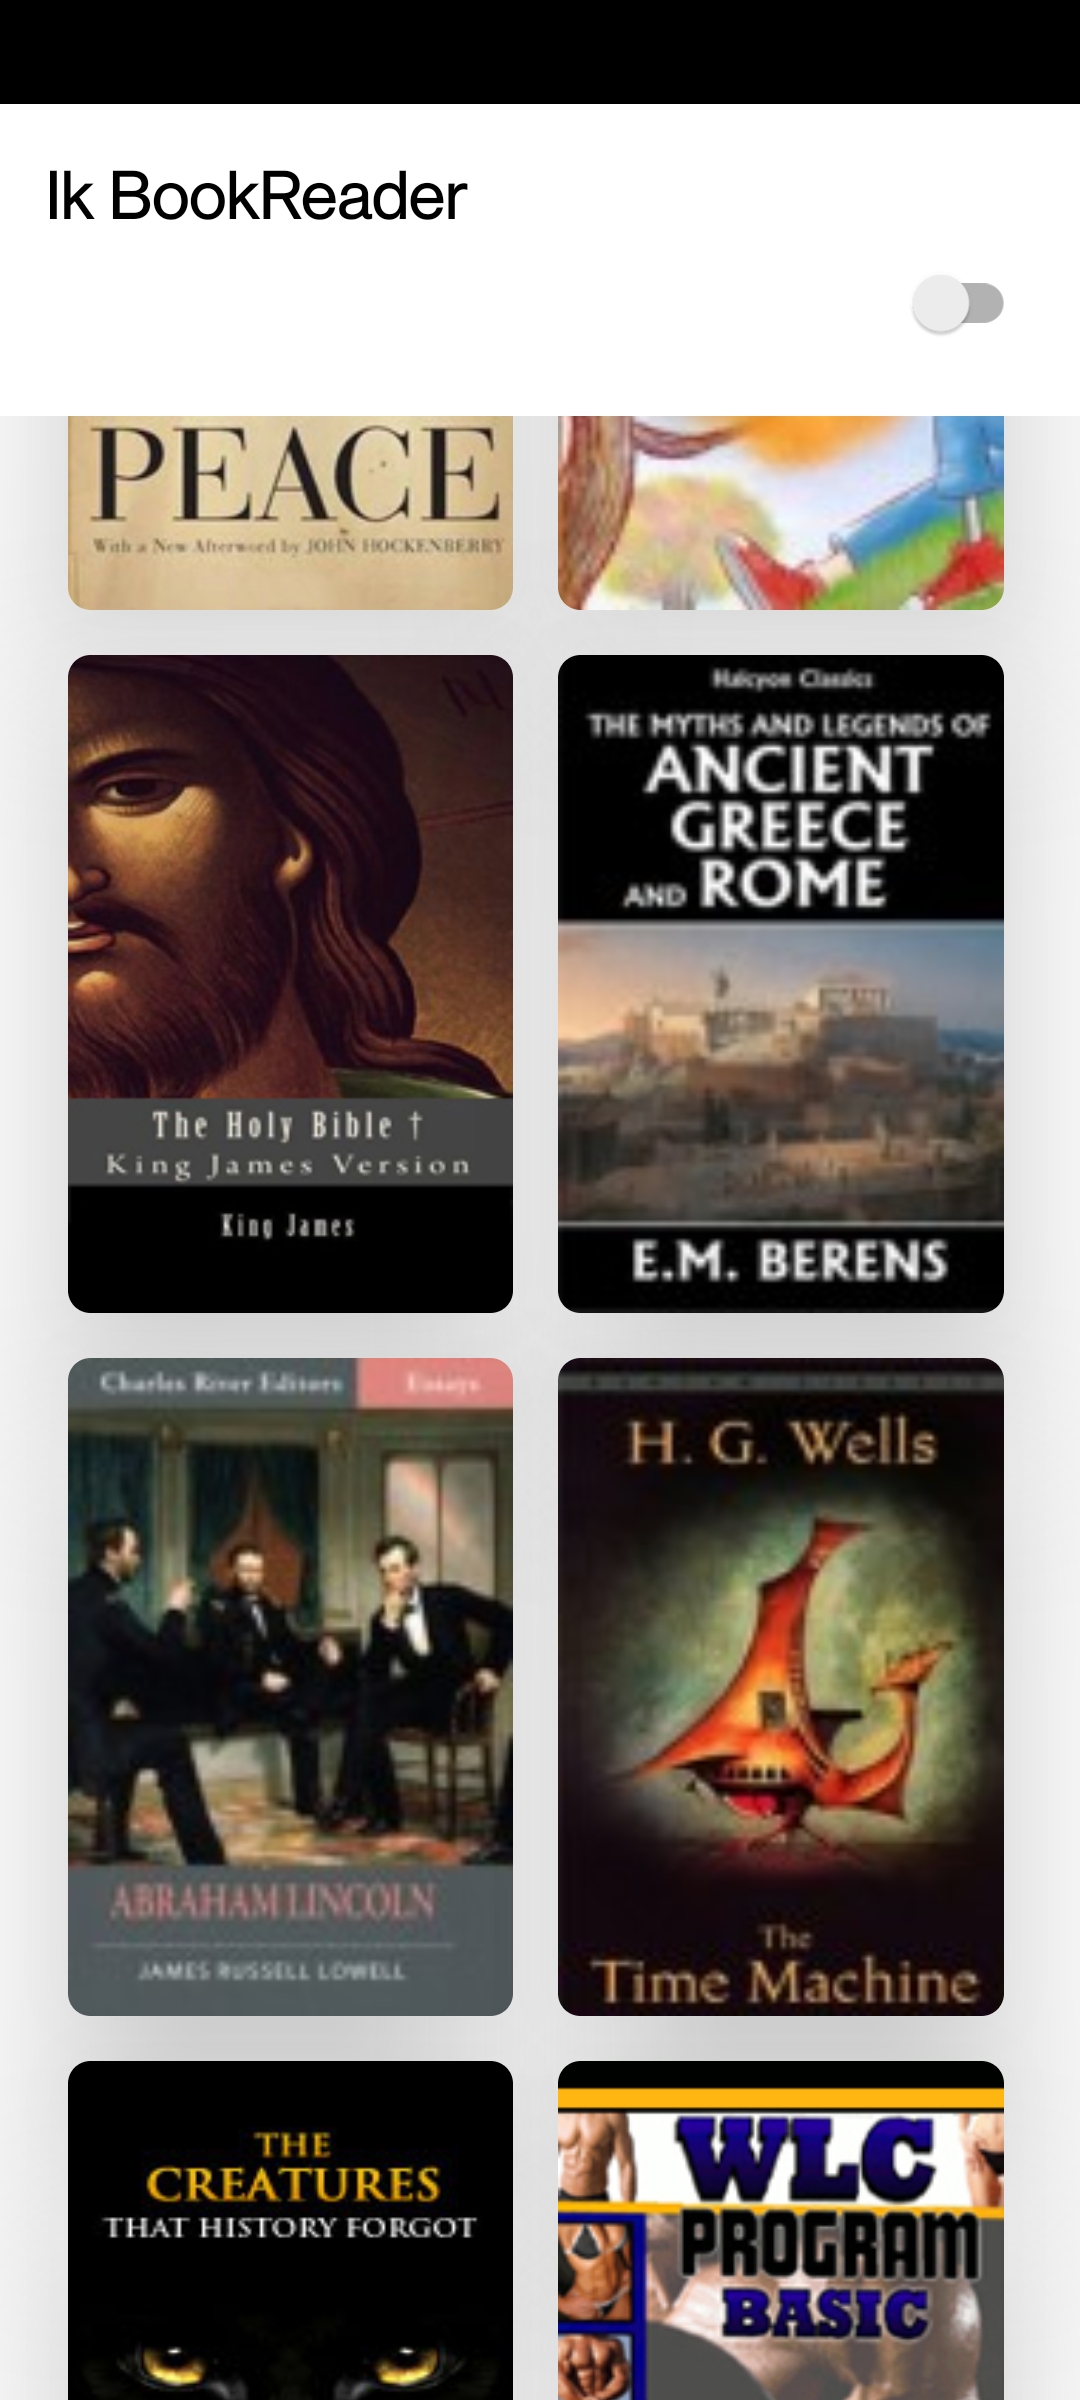 Ik BookReader
PEACE
With a New Afterword by JOHN HOCKENBERRY
The Holy Bible †
King James Version
King James
Halcyon Classics
THE MYTHS AND LEGENDS OF
ANCIENT
GREECE
AND ROME
E.M. BERENS
Charles River Editors
Essays
ABRAHAM LINCOLN
JAMES RUSSELL LOWELL
H. G. Wells
The
Time Machine
THE
CREATURES
THAT HISTORY FORGOT
WLC
PROGRAM
BASIC